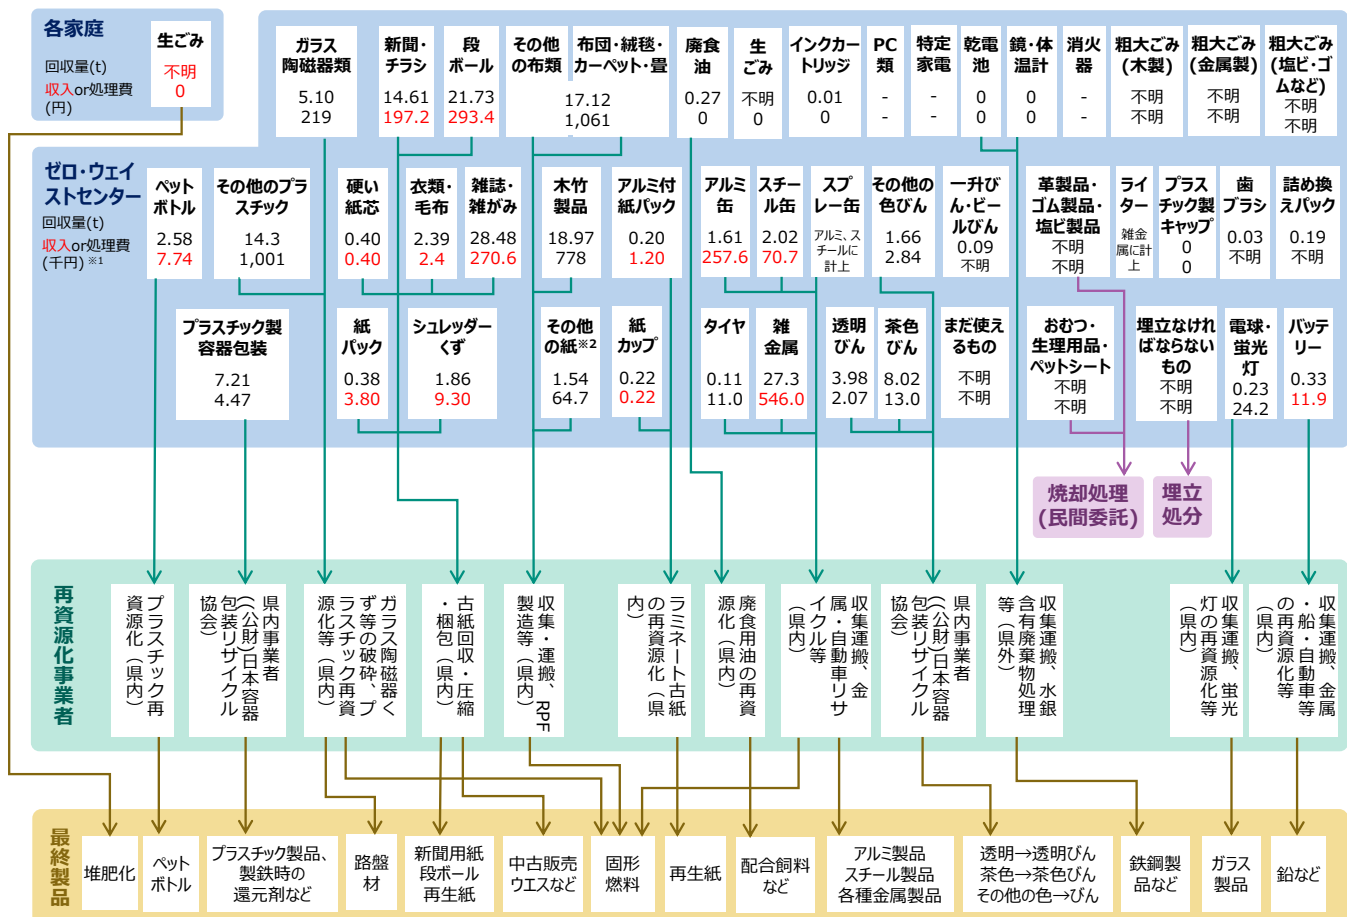 各家庭
回収量(t)
収入or処理費
(円)
生ごみ
不明
0
ゼロ・ウェイ
ストセンター
回収量(t)
収入or処理費
(千円) ※1
ガラス
陶磁器類
5.10
219
新聞・
チラシ
14.61
197.2
段
ボール
21.73
293.4
その他
の布類
布団・絨毯・
カーペット・畳
17.12
1,061
廃食
油
0.27
0
生
ごみ
不明
0
インクカー
トリッジ
0.01
0
PC
類
-
-
特定
家電
-
-
乾電
池
0
0
鏡・体
温計
0
0
消火
器
-
-
粗大ごみ
(木製)
不明
不明
粗大ごみ
(金属製)
不明
不明
粗大ごみ
(塩ビ・ゴ
ムなど)
不明
不明
ペット
ボトル
2.58
7.74
その他のプラ
スチック
14.3
1,001
硬い
紙芯
0.40
0.40
衣類・
毛布
2.39
2.4
雑誌・
雑がみ
28.48
270.6
木竹
製品
18.97
778
アルミ付
紙パック
0.20
1.20
アルミ
缶
1.61
257.6
スチー
ル缶
2.02
70.7
スプ
レー缶
アルミ、ス
チールに
計上
その他の
色びん
1.66
2.84
一升び
ん・ビー
ルびん
0.09
不明
革製品・
ゴム製品・
塩ビ製品
不明
不明
ライ
ター
雑金
属に計
上
プラス
チック製
キャップ
0
0
歯
ブラシ
0.03
不明
詰め換
えパック
0.19
不明
プラスチック製
容器包装
7.21
4.47
紙
パック
0.38
3.80
シュレッダー
くず
1.86
9.30
その他
の紙※2
1.54
64.7
紙
カップ
0.22
0.22
タイヤ
0.11
11.0
雑
金属
27.3
546.0
透明
びん
3.98
2.07
茶色
びん
8.02
13.0
まだ使え
るもの
不明
不明
おむつ・
生理用品・
ペットシート
不明
不明
埋立なけれ
ばならない
もの
不明
不明
電球・
蛍光
灯
0.23
24.2
バッテ
リー
0.33
11.9
焼却処理
(民間委託)
埋立
処分
再資源化事業者
プラスチック再
資源化（県内）
県内事業者
((公財)日本容器
包装リサイクル
協会)
ガラス陶磁器く
ず等の破砕、プ
ラスチック再資
源化等（県内）
古紙回収・圧縮
・梱包（県内）
収集・運搬、RPF
製造等（県内）
ラミネート古紙
の再資源化（県
内）
廃食用油の再資
源化（県内）
収集運搬、金
属・自動車リサ
イクル等
（県内）
県内事業者
((公財)日本容器
包装リサイクル
協会)
収集運搬、水銀
含有廃棄物処理
等（県外）
収集運搬、蛍光
灯の再資源化等
（県内）
収集運搬、金属
・船・自動車等
の再資源化等
（県内）
最終製品
堆肥化
ペット
ボトル
プラスチック製品、
製鉄時の
還元剤など
路盤
材
新聞用紙
段ボール
再生紙
中古販売
ウエスなど
固形
燃料
再生紙
配合飼料
など
アルミ製品
スチール製品
各種金属製品
透明→透明びん
茶色→茶色びん
その他の色→びん
鉄鋼製
品など
ガラス
製品
鉛など